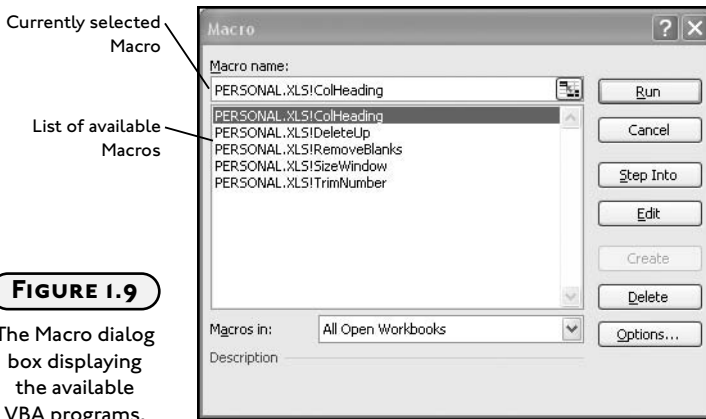 Currently selected
Macro
List of available
Macros
FIGURE 1.9
The Macro dialog
box displaying
the available
VBA programs.
Macro
?
Macro name:
PERSONAL.XLS!ColHeading
PERSONAL.XLS!ColHeading
PERSONAL.XLS!DeleteUp
PERSONAL.XLS!RemoveBlanks
PERSONAL.XLS!SizeWindow
PERSONAL.XLS!TrimNumber
Macros in:
All Open Workbooks
Description
Run
Cancel
Step Into
Edit
Create
Delete
Options...